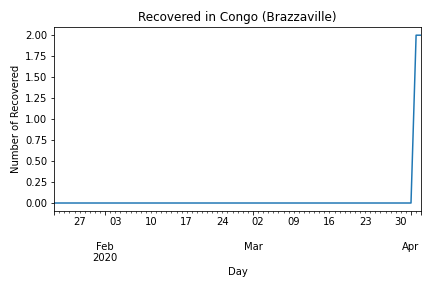 Recovered in Congo (Brazzaville)
2.00
1.75
1.50
1.25
1.00
0.75
0.50
0.25
0.00
Number of Recovered
27 03 10 17 24 02 09 16 23 30
Feb Mar Apr
2020
Day